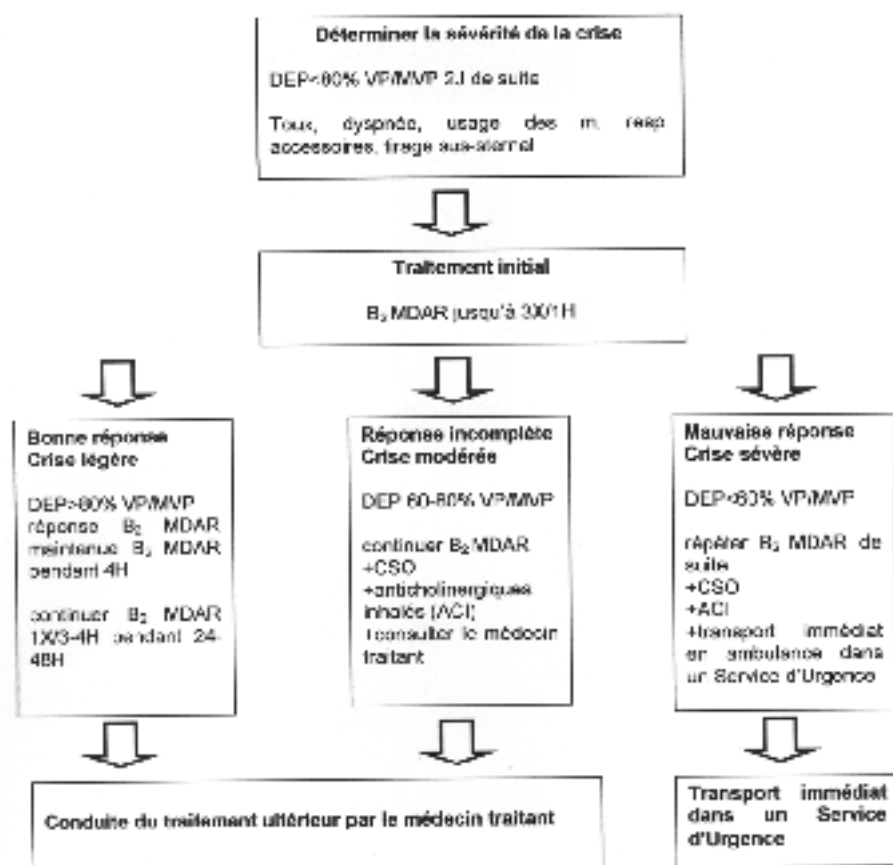 Déterminer la sévérité de la crise
DEP<80% VP/MVP 2J de suite
Toux, dyspnée, usage des m. resp
accessoires, tirage sus-sternal
Traitement initial
B₂ MDAR jusqu'à 3X/1H
Bonne réponse
Crise légère
DEP>80% VP/MVP
réponse B₂ MDAR
maintenue B₂ MDAR
pendant 4H
continuer B₂ MDAR
1X/3-4H pendant 24-
48H
Réponse incomplète
Crise modérée
DEP 60-80% VP/MVP
continuer B₂ MDAR
+CSO
+anticholinergiques
inhalés (ACI)
+consulter le médecin
traitant
Mauvaise réponse
Crise sévère
DEP<60% VP/MVP
répéter B₂ MDAR de
suite
+CSO
+ACI
+transport immédiat
en ambulance dans
un Service d'Urgence
Conduite du traitement ultérieur par le médecin traitant
Transport immédiat
dans un Service
d'Urgence